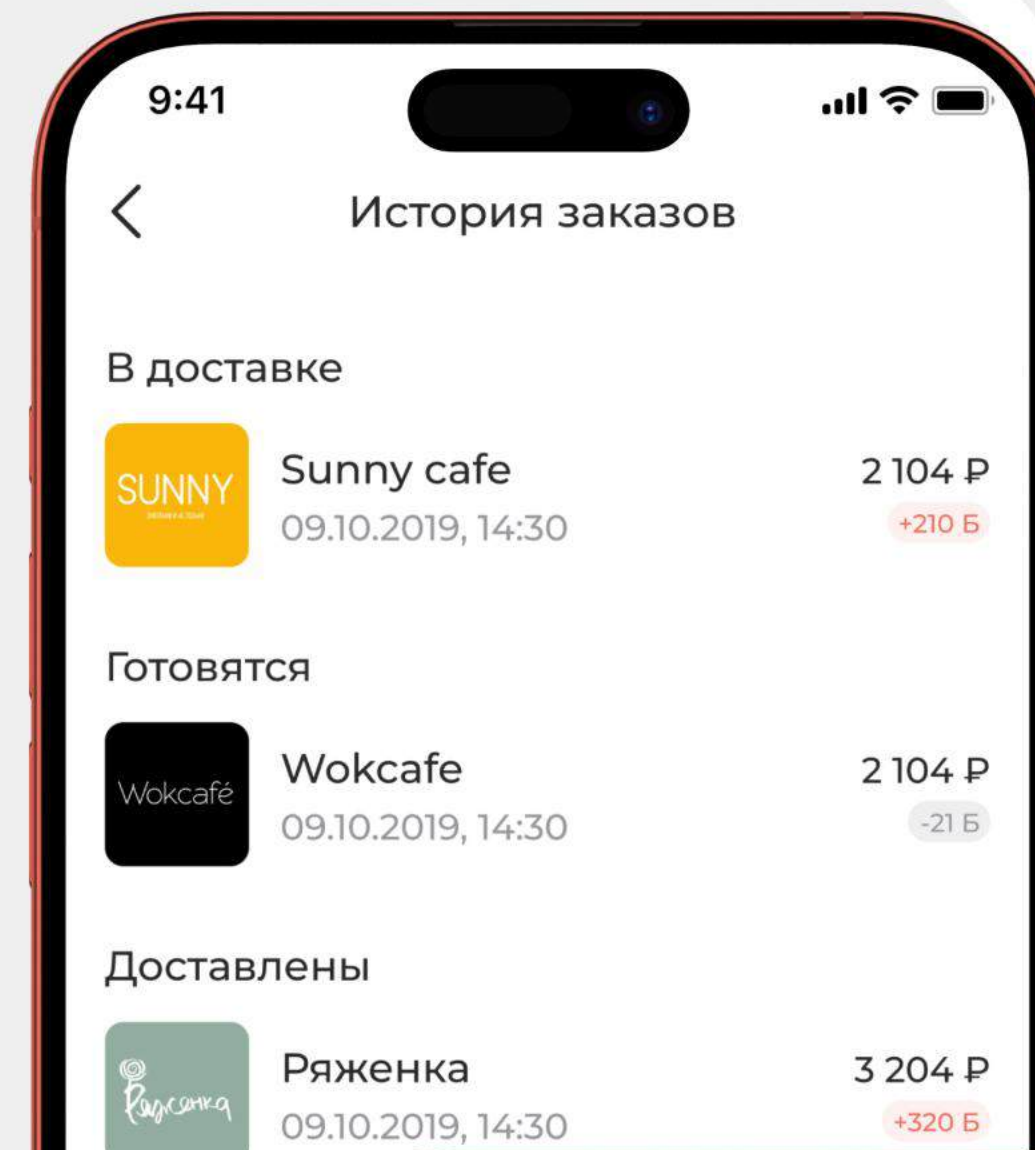 9:41
История заказов
В доставке
SUNNY
Sunny cafe
2 104 ₽
09.10.2019, 14:30
+210 Б
Готовятся
Wokcafé
Wokcafe
2 104 ₽
09.10.2019, 14:30
-21 Б
Доставлены
Ряженка
Ряженка
3 204 ₽
09.10.2019, 14:30
+320 Б